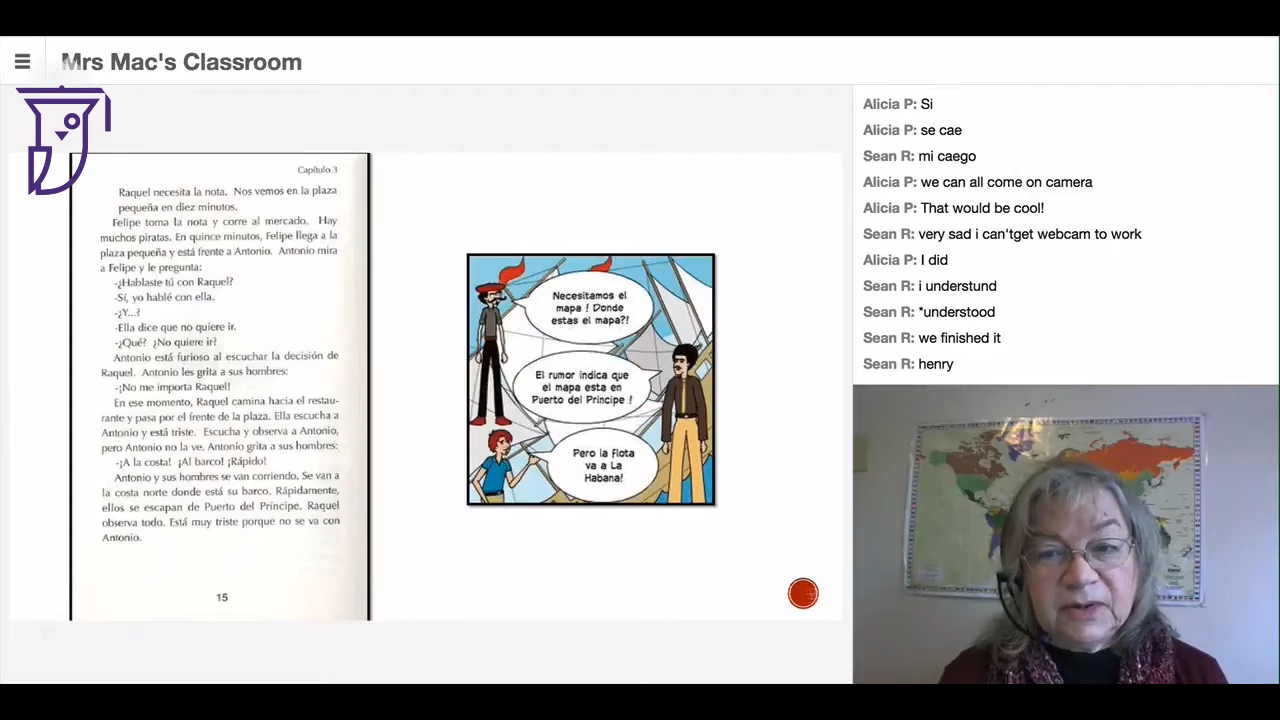 Mrs Mac's Classroom
Capítulo 3
Raquel necesita la nota. Nos vemos en la plaza
pequeña en diez minutos.
Felipe toma la nota y corre al mercado. Hay
muchos piratas. En quince minutos, Felipe llega a la
plaza pequeña y está frente a Antonio. Antonio mira
a Felipe y le pregunta:
-¿Hablaste tú con Raquel?
-Sí, yo hablé con ella.
-¿Y...?
-Ella dice que no quiere ir.
-¿Qué? ¿No quiere ir?
Antonio está furioso al escuchar la decisión de
Raquel. Antonio les grita a sus hombres:
-¡No me importa Raquel!
En ese momento, Raquel camina hacia el restau-
rante y pasa por el frente de la plaza. Ella escucha a
Antonio y está triste. Escucha y observa a Antonio,
pero Antonio no la ve. Antonio grita a sus hombres:
-¡A la costa! ¡Al barco! ¡Rápido!
Antonio y sus hombres se van corriendo. Se van a
la costa norte donde está su barco. Rápidamente,
ellos se escapan de Puerto del Príncipe. Raquel
observa todo. Está muy triste porque no se va con
Antonio.
15
Necesitamos el
mapa ! Donde
estas el mapa?!
El rumor indica que
el mapa esta en
Puerto del Principe !
Pero la flota
va a La
Habana!
Alicia P: Si
Alicia P: se cae
Sean R: mi caego
Alicia P: we can all come on camera
Alicia P: That would be cool!
Sean R: very sad i can'tget webcam to work
Alicia P: I did
Sean R: i understund
Sean R: *understood
Sean R: we finished it
Sean R: henry